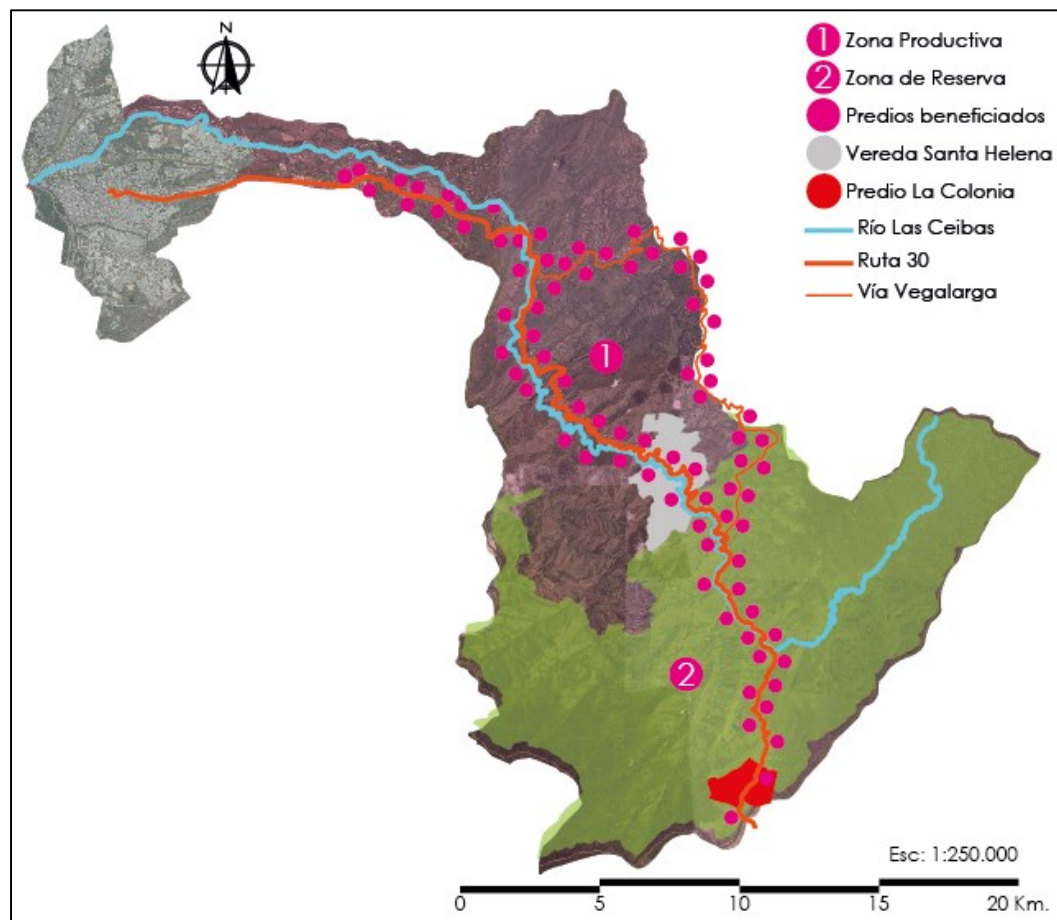 N
1 Zona Productiva
2 Zona de Reserva
Predios beneficiados
Vereda Santa Helena
Predio La Colonia
Río Las Ceibas
Ruta 30
Vía Vegalarga
1
2
Esc: 1:250.000
0 5 10 15 20 Km.